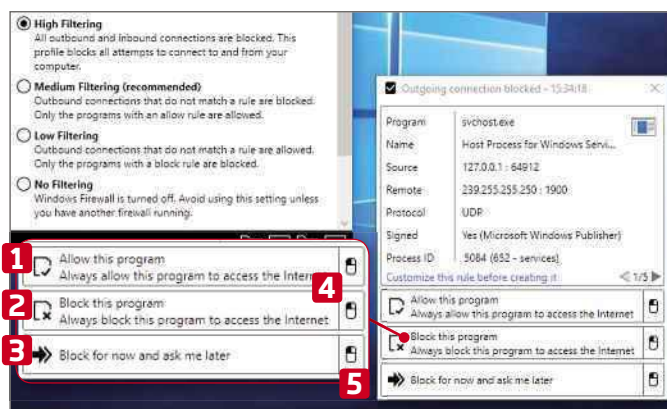 High Filtering
All outbound and inbound connections are blocked. This
profile blocks all attempts to connect to and from your
computer.
Medium Filtering (recommended)
Outbound connections that do not match a rule are blocked.
Only the programs with an allow rule are allowed.
Low Filtering
Outbound connections that do not match a rule are allowed.
Only the programs with a block rule are blocked.
No Filtering
Windows Firewall is turned off. Avoid using this setting unless
you have another firewall running.
1
Allow this program
Always allow this program to access the Internet
2
Block this program
Always block this program to access the Internet
3
Block for now and ask me later
4
5
Outgoing connection blocked - 15:34:18
Program svchost.exe
Name Host Process for Windows Servi...
Source 127.0.0.1 : 64912
Remote 239.255.255.250 : 1900
Protocol UDP
Signed Yes (Microsoft Windows Publisher)
Process ID 5084 (652 - services)
Customize this rule before creating it 1/5
Allow this program
Always allow this program to access the Internet
Block this program
Always block this program to access the Internet
Block for now and ask me later